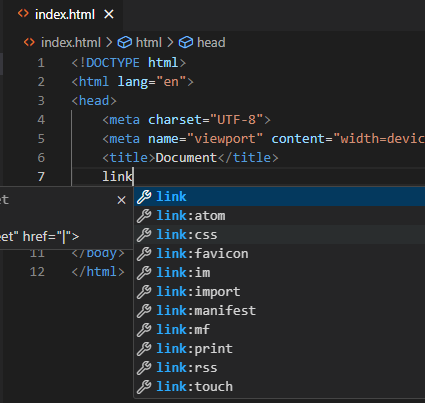 index.html
index.html > html > head
1 <!DOCTYPE html>
2 <html lang="en">
3 <head>
4 <meta charset="UTF-8">
5 <meta name="viewport" content="width=devic
6 <title>Document</title>
7 link
et
eet" href="|">
11 </body>
12 </html>
link
link:atom
link:css
link:favicon
link:im
link:import
link:manifest
link:mf
link:print
link:rss
link:touch